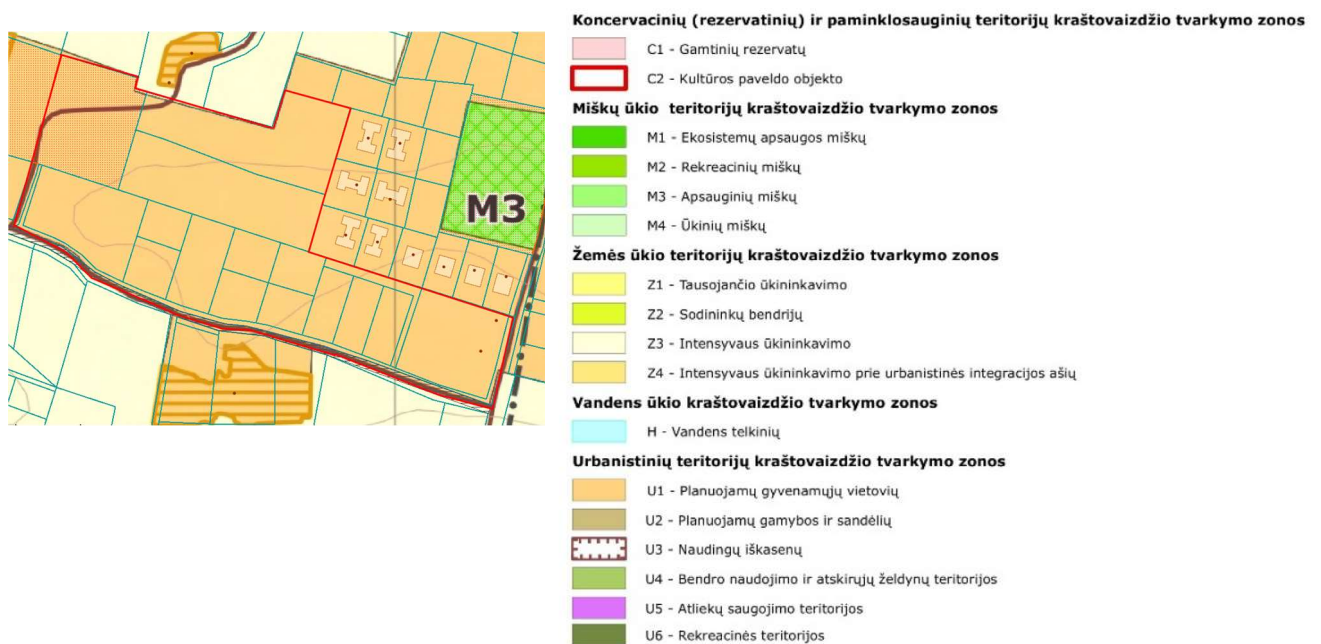 Koncervacinių (rezervatinių) ir paminklosauginių teritorijų kraštovaizdžio tvarkymo zonos
C1 - Gamtinių rezervatų
C2 - Kultūros paveldo objekto
Miškų ūkio teritorijų kraštovaizdžio tvarkymo zonos
M1 - Ekosistemų apsaugos miškų
M2 - Rekreacinių miškų
M3 - Apsauginių miškų
M4 - Ūkinių miškų
Žemės ūkio teritorijų kraštovaizdžio tvarkymo zonos
Z1 - Tausojančio ūkininkavimo
Z2 - Sodininkų bendrijų
Z3 - Intensyvaus ūkininkavimo
Z4 - Intensyvaus ūkininkavimo prie urbanistinės integracijos ašių
Vandens ūkio kraštovaizdžio tvarkymo zonos
H - Vandens telkinių
Urbanistinių teritorijų kraštovaizdžio tvarkymo zonos
U1 - Planuojamų gyvenamųjų vietovių
U2 - Planuojamų gamybos ir sandėlių
U3 - Naudingų iškasenų
U4 - Bendro naudojimo ir atskirųjų želdynų teritorijos
U5 - Atliekų saugojimo teritorijos
U6 - Rekreacinės teritorijos
M3